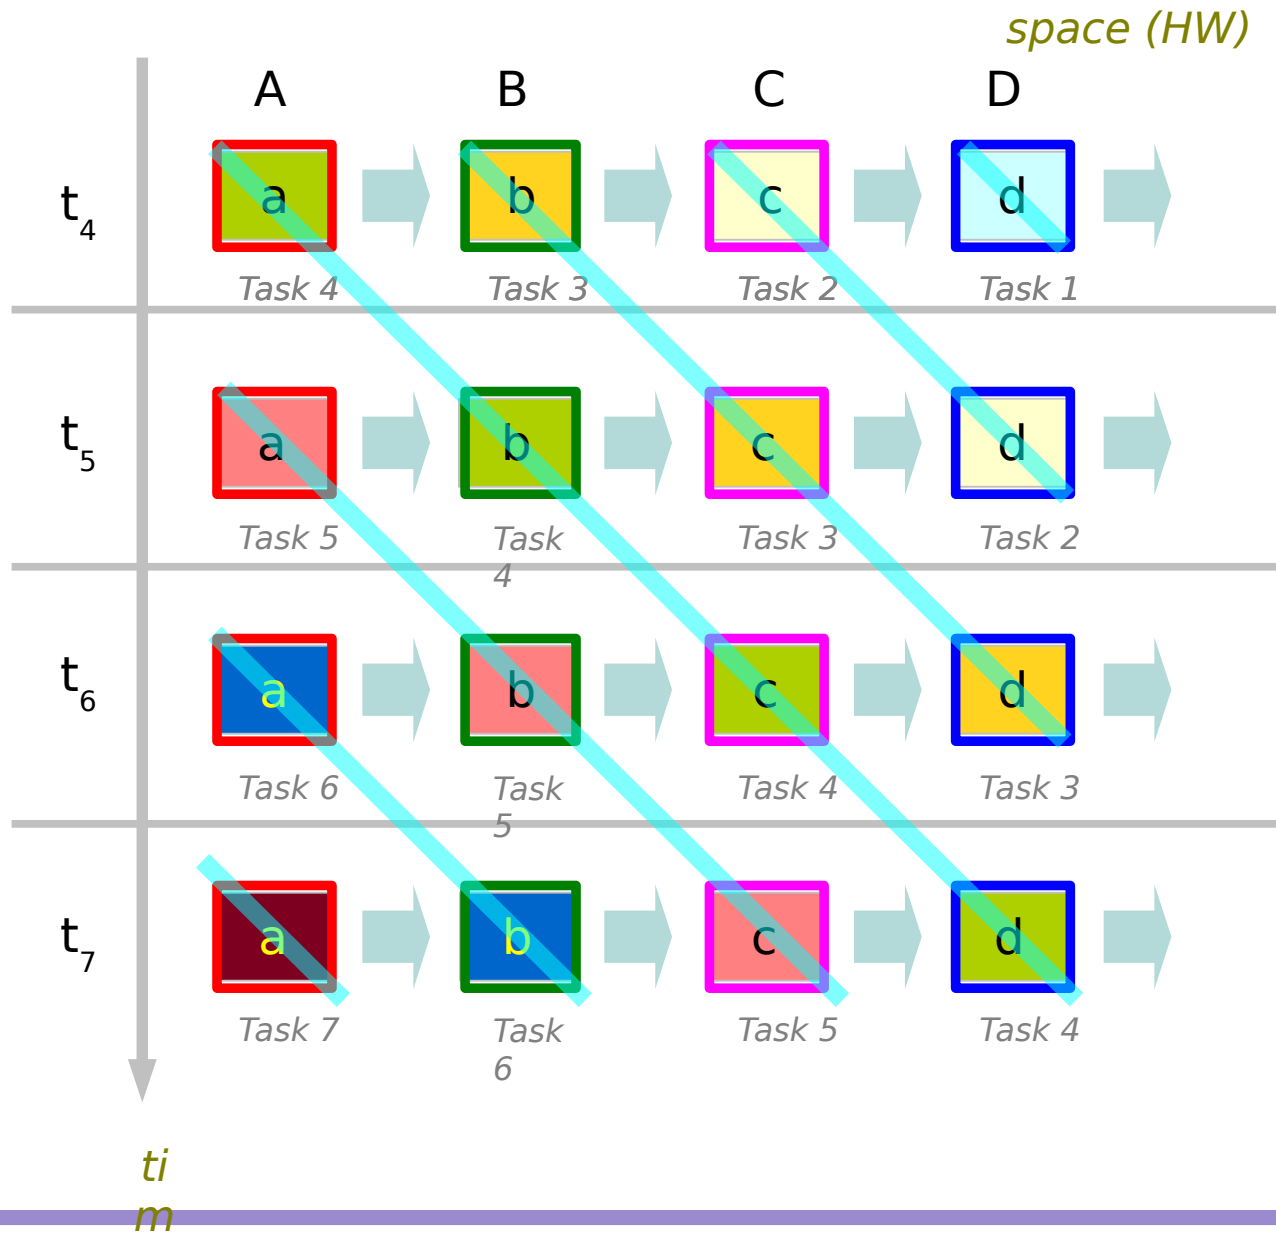 space (HW)
A B C D
t4 a b c d
Task 4 Task 3 Task 2 Task 1
t5 a b c d
Task 5 Task 4 Task 3 Task 2
t6 a b c d
Task 6 Task 5 Task 4 Task 3
t7 a b c d
Task 7 Task 6 Task 5 Task 4
ti
m